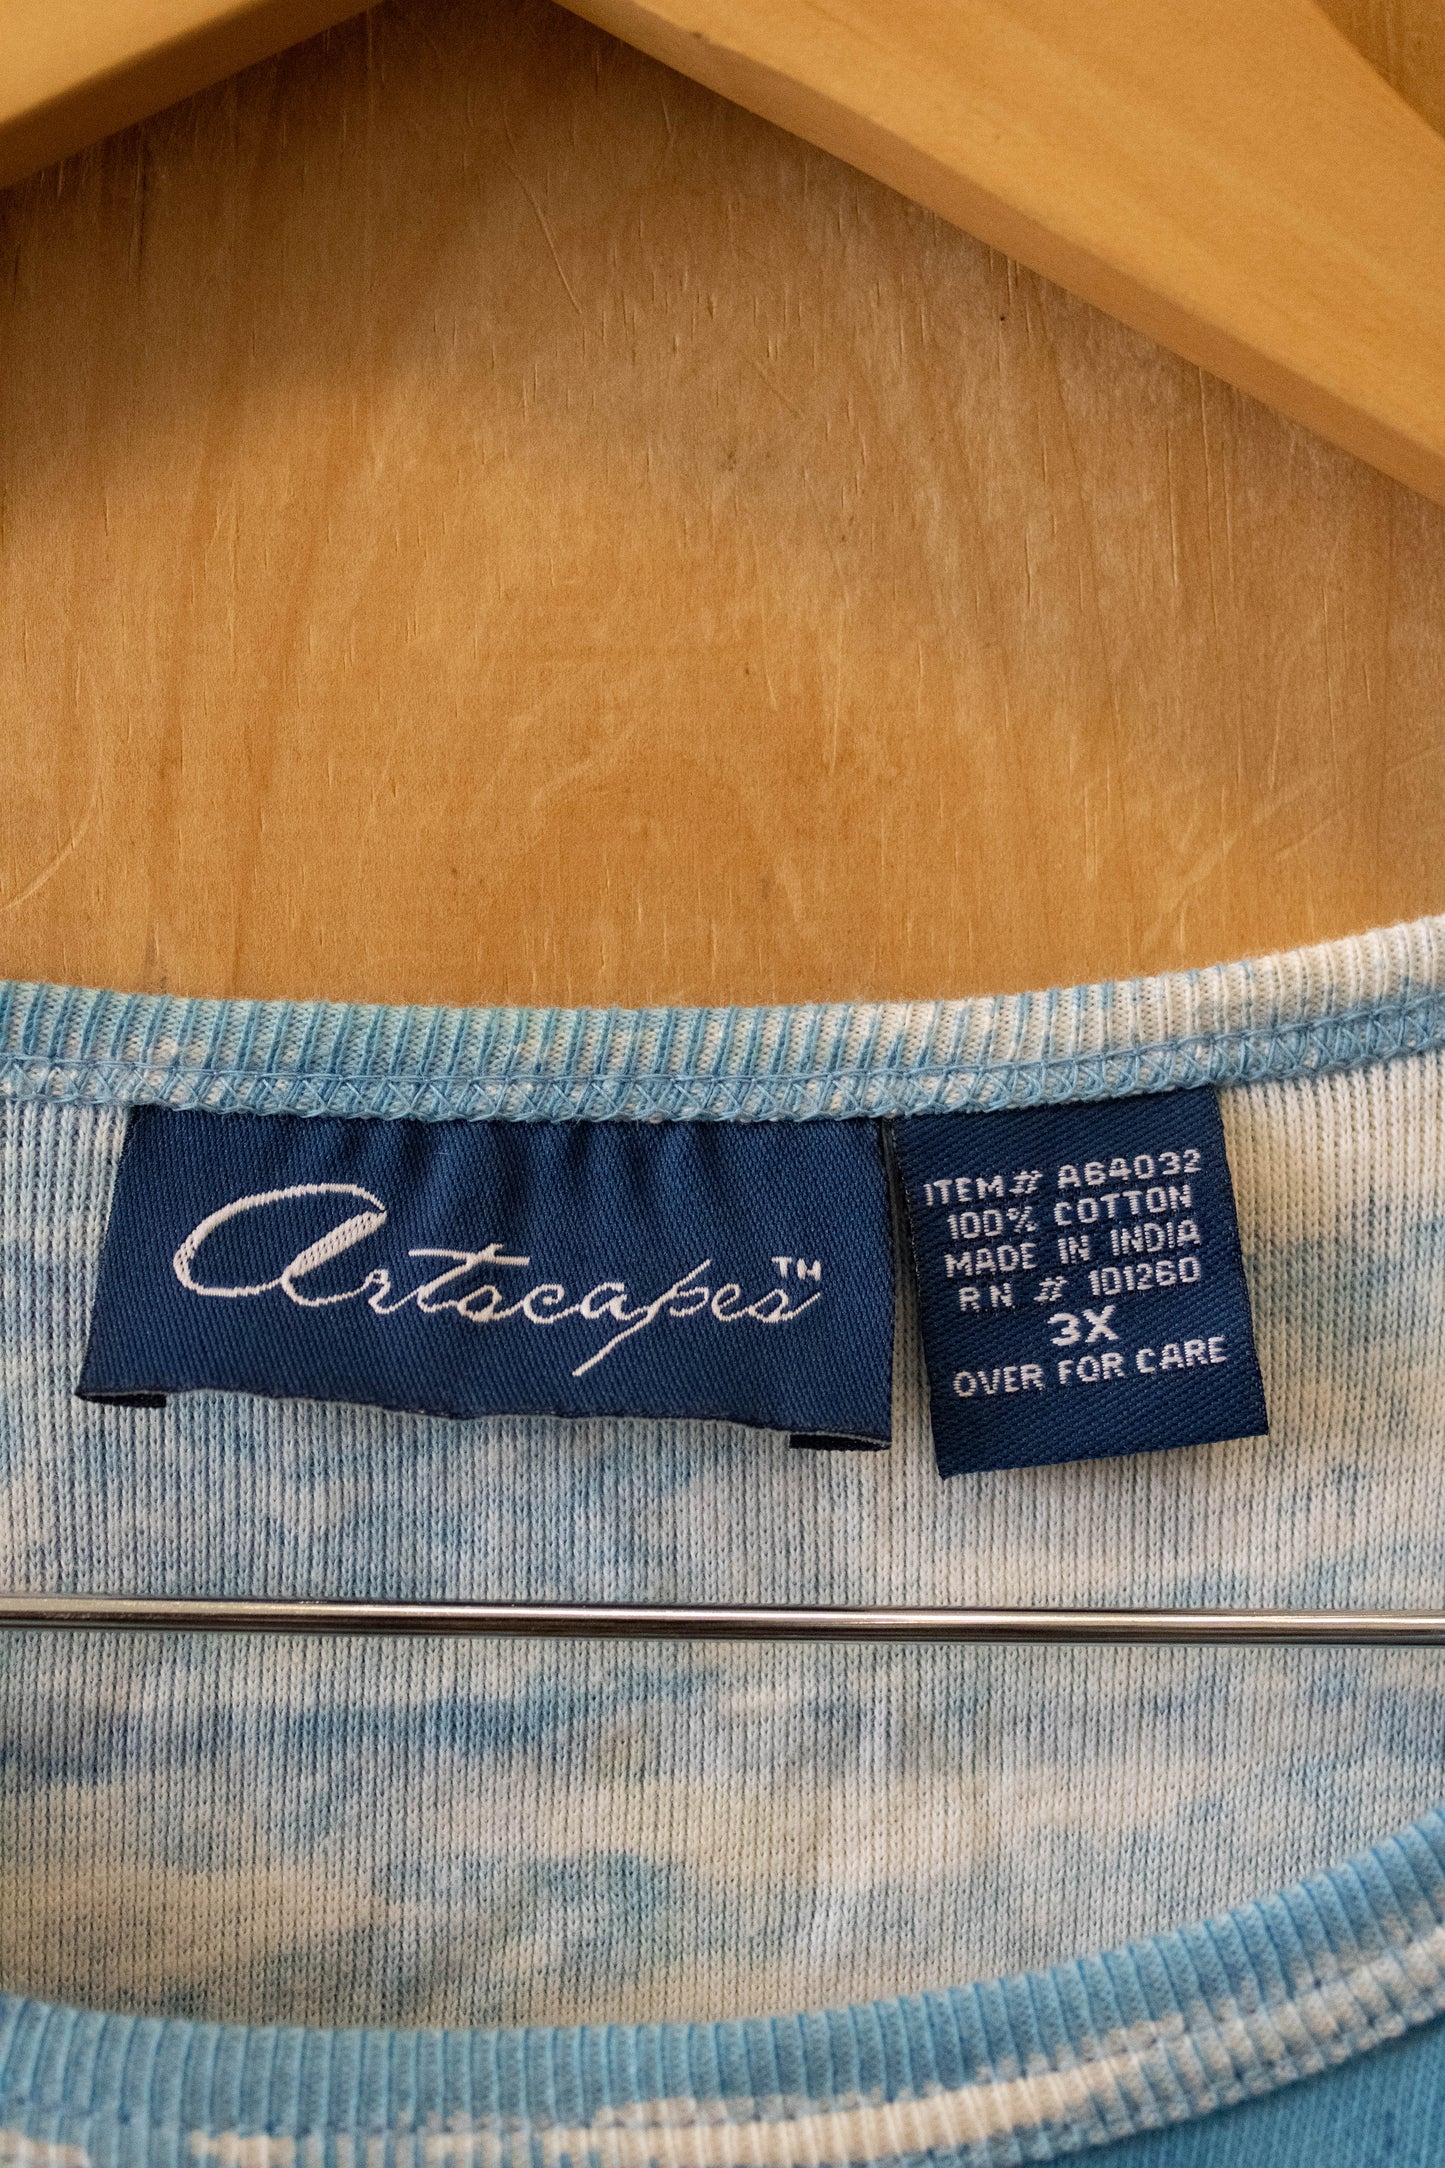 Artscapes™
ITEM# A64032
100% COTTON
MADE IN INDIA
RN # 101260
3X
OVER FOR CARE